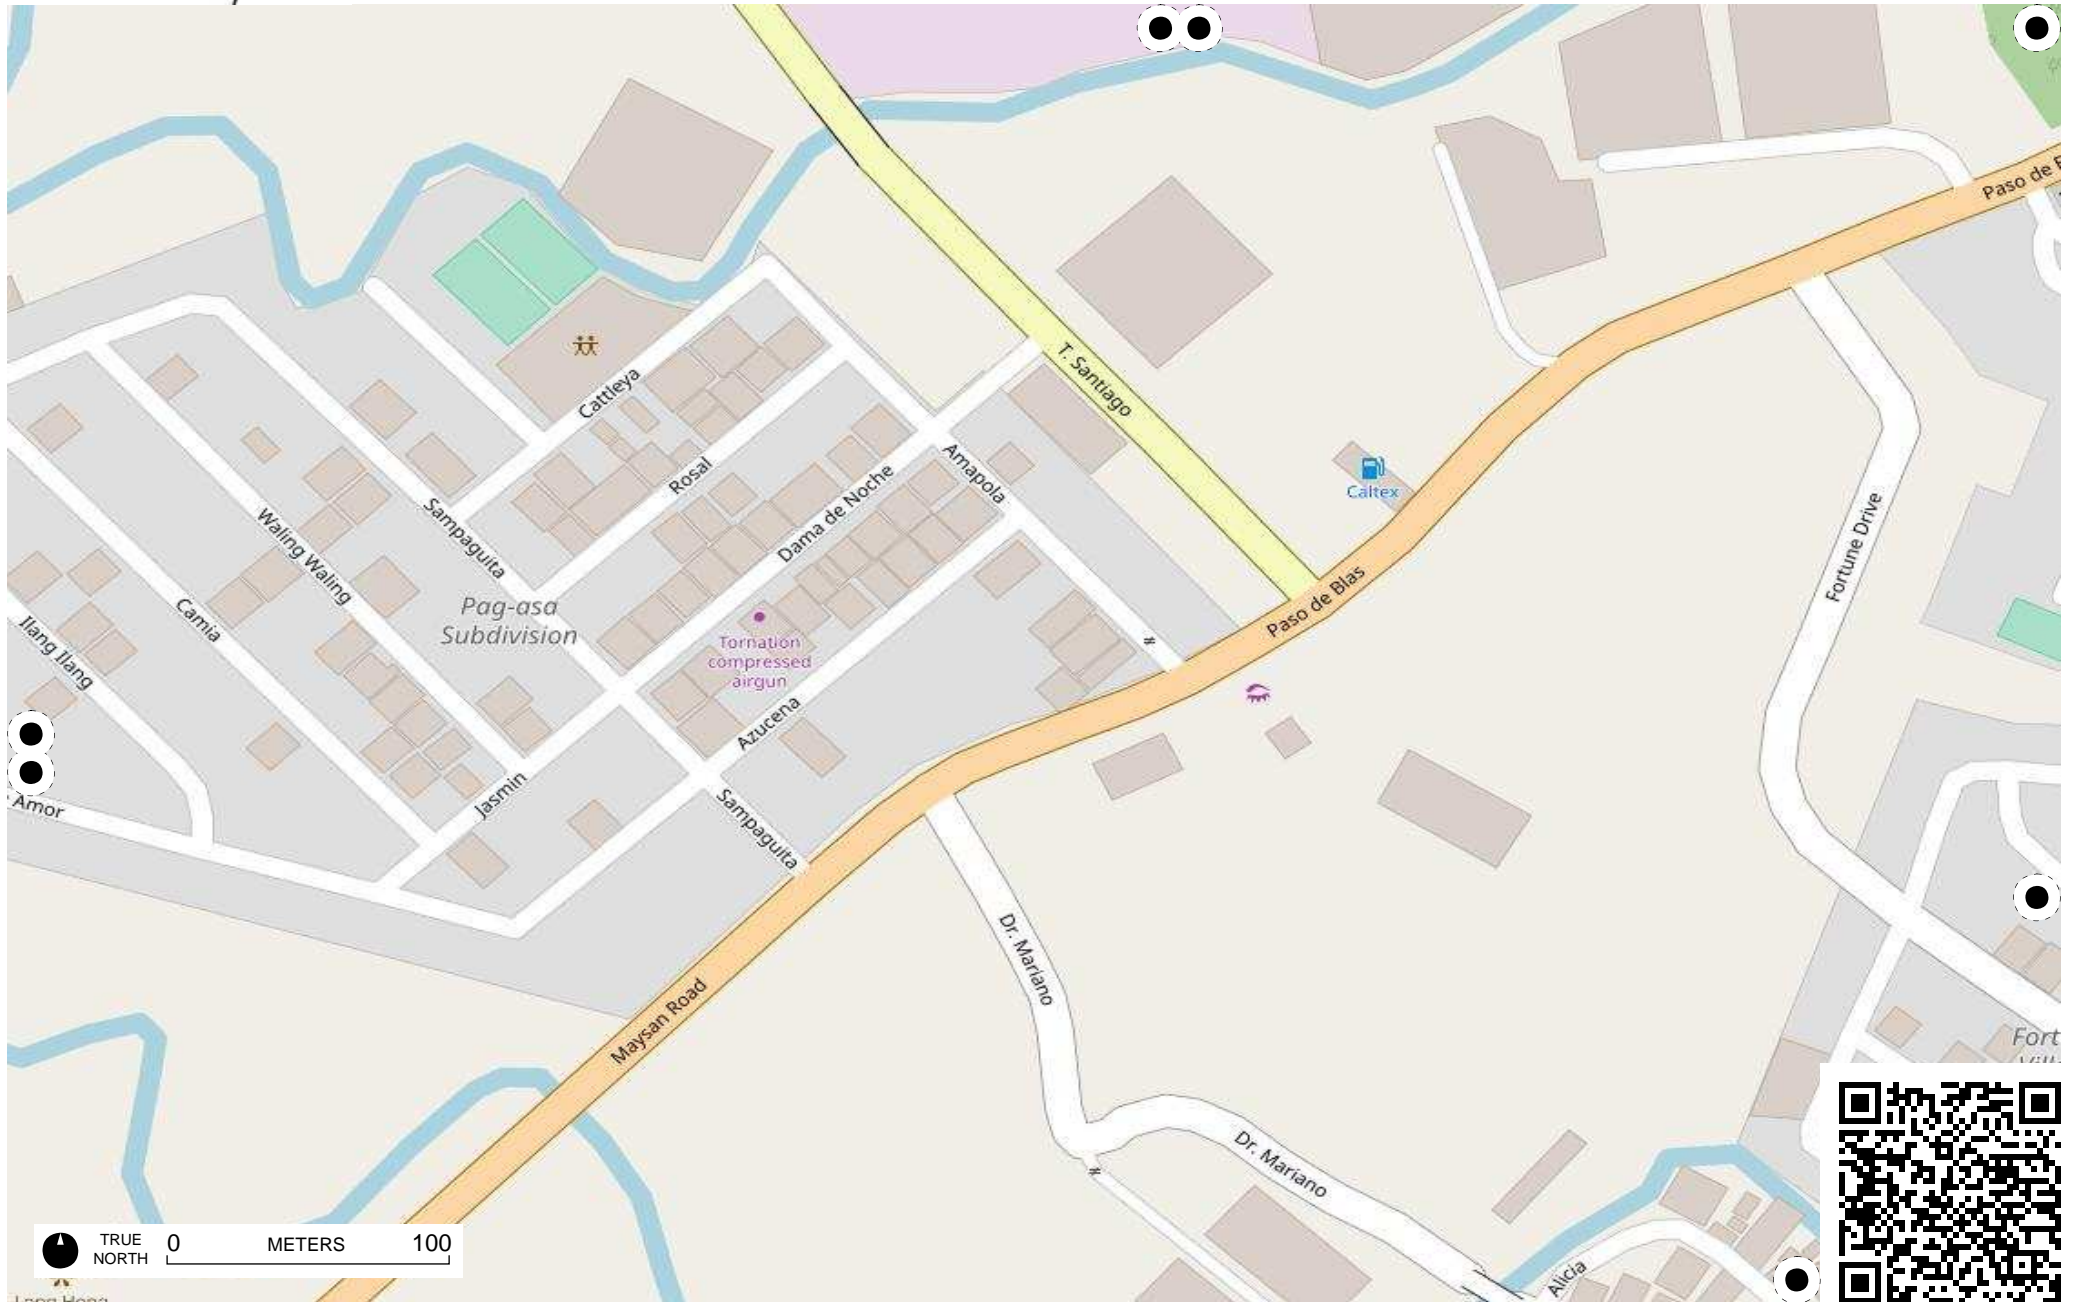 Paso de
T. Santiago
Cattleya
Caltex
Amapola
Rosal
Dama de Noche
Sampaguita
Waling Waling
Fortune Drive
Paso de Blas
Pag-asa
Subdivision
Camia
Ilang Ilang
Tornation
compressed
airgun
Azucena
Jasmin
Amor
Sampaguita
Dr. Mariano
Maysan Road
Fort
Dr. Mariano
Alicia
TRUE
NORTH
0 METERS 100